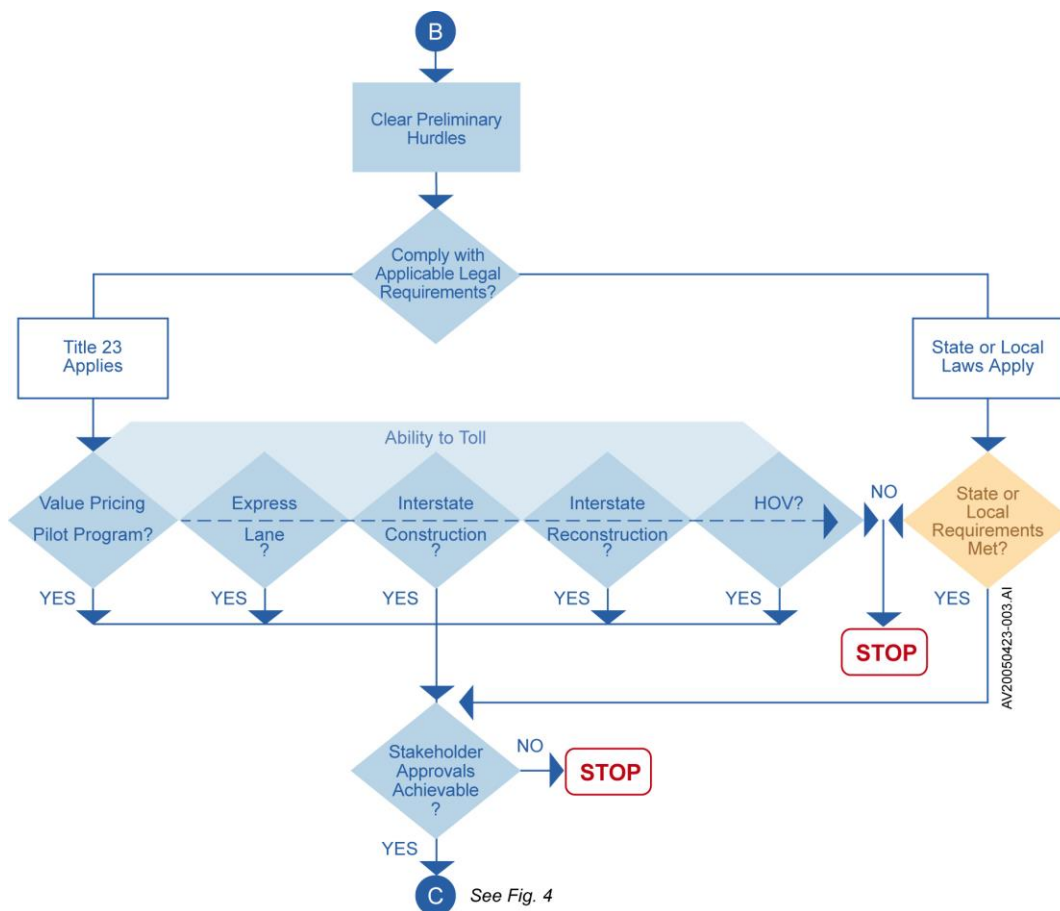 B
Clear Preliminary
Hurdles
Comply with
Applicable Legal
Requirements?
Title 23
Applies
State or Local
Laws Apply
Ability to Toll
Value Pricing
Pilot Program?
Express
Lane
?
Interstate
Construction
?
Interstate
Reconstruction
?
HOV?
NO
State or
Local
Requirements
Met?
YES
YES
YES
YES
YES
YES
STOP
AV20050423-003.AI
Stakeholder
Approvals
Achievable
?
NO
STOP
YES
C
See Fig. 4